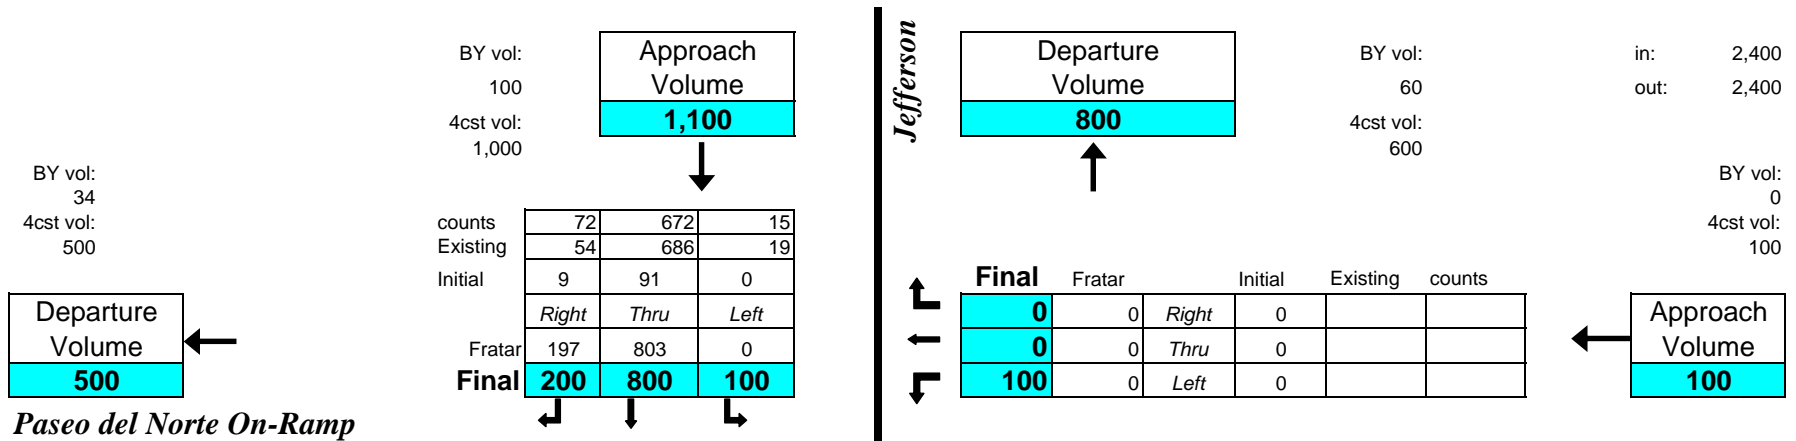 BY vol:
100
4cst vol:
1,000
Approach
Volume
1,100
Jefferson
Departure
Volume
800
BY vol:
60
4cst vol:
600
in: 2,400
out: 2,400
BY vol:
34
4cst vol:
500
BY vol:
0
4cst vol:
100
counts 72 672 15
Existing 54 686 19
Initial 9 91 0
Right Thru Left
Fratar 197 803 0
Final 200 800 100
Departure
Volume
500
Final Fratar Initial Existing counts
0 0 Right 0
0 0 Thru 0
100 0 Left 0
Approach
Volume
100
Paseo del Norte On-Ramp